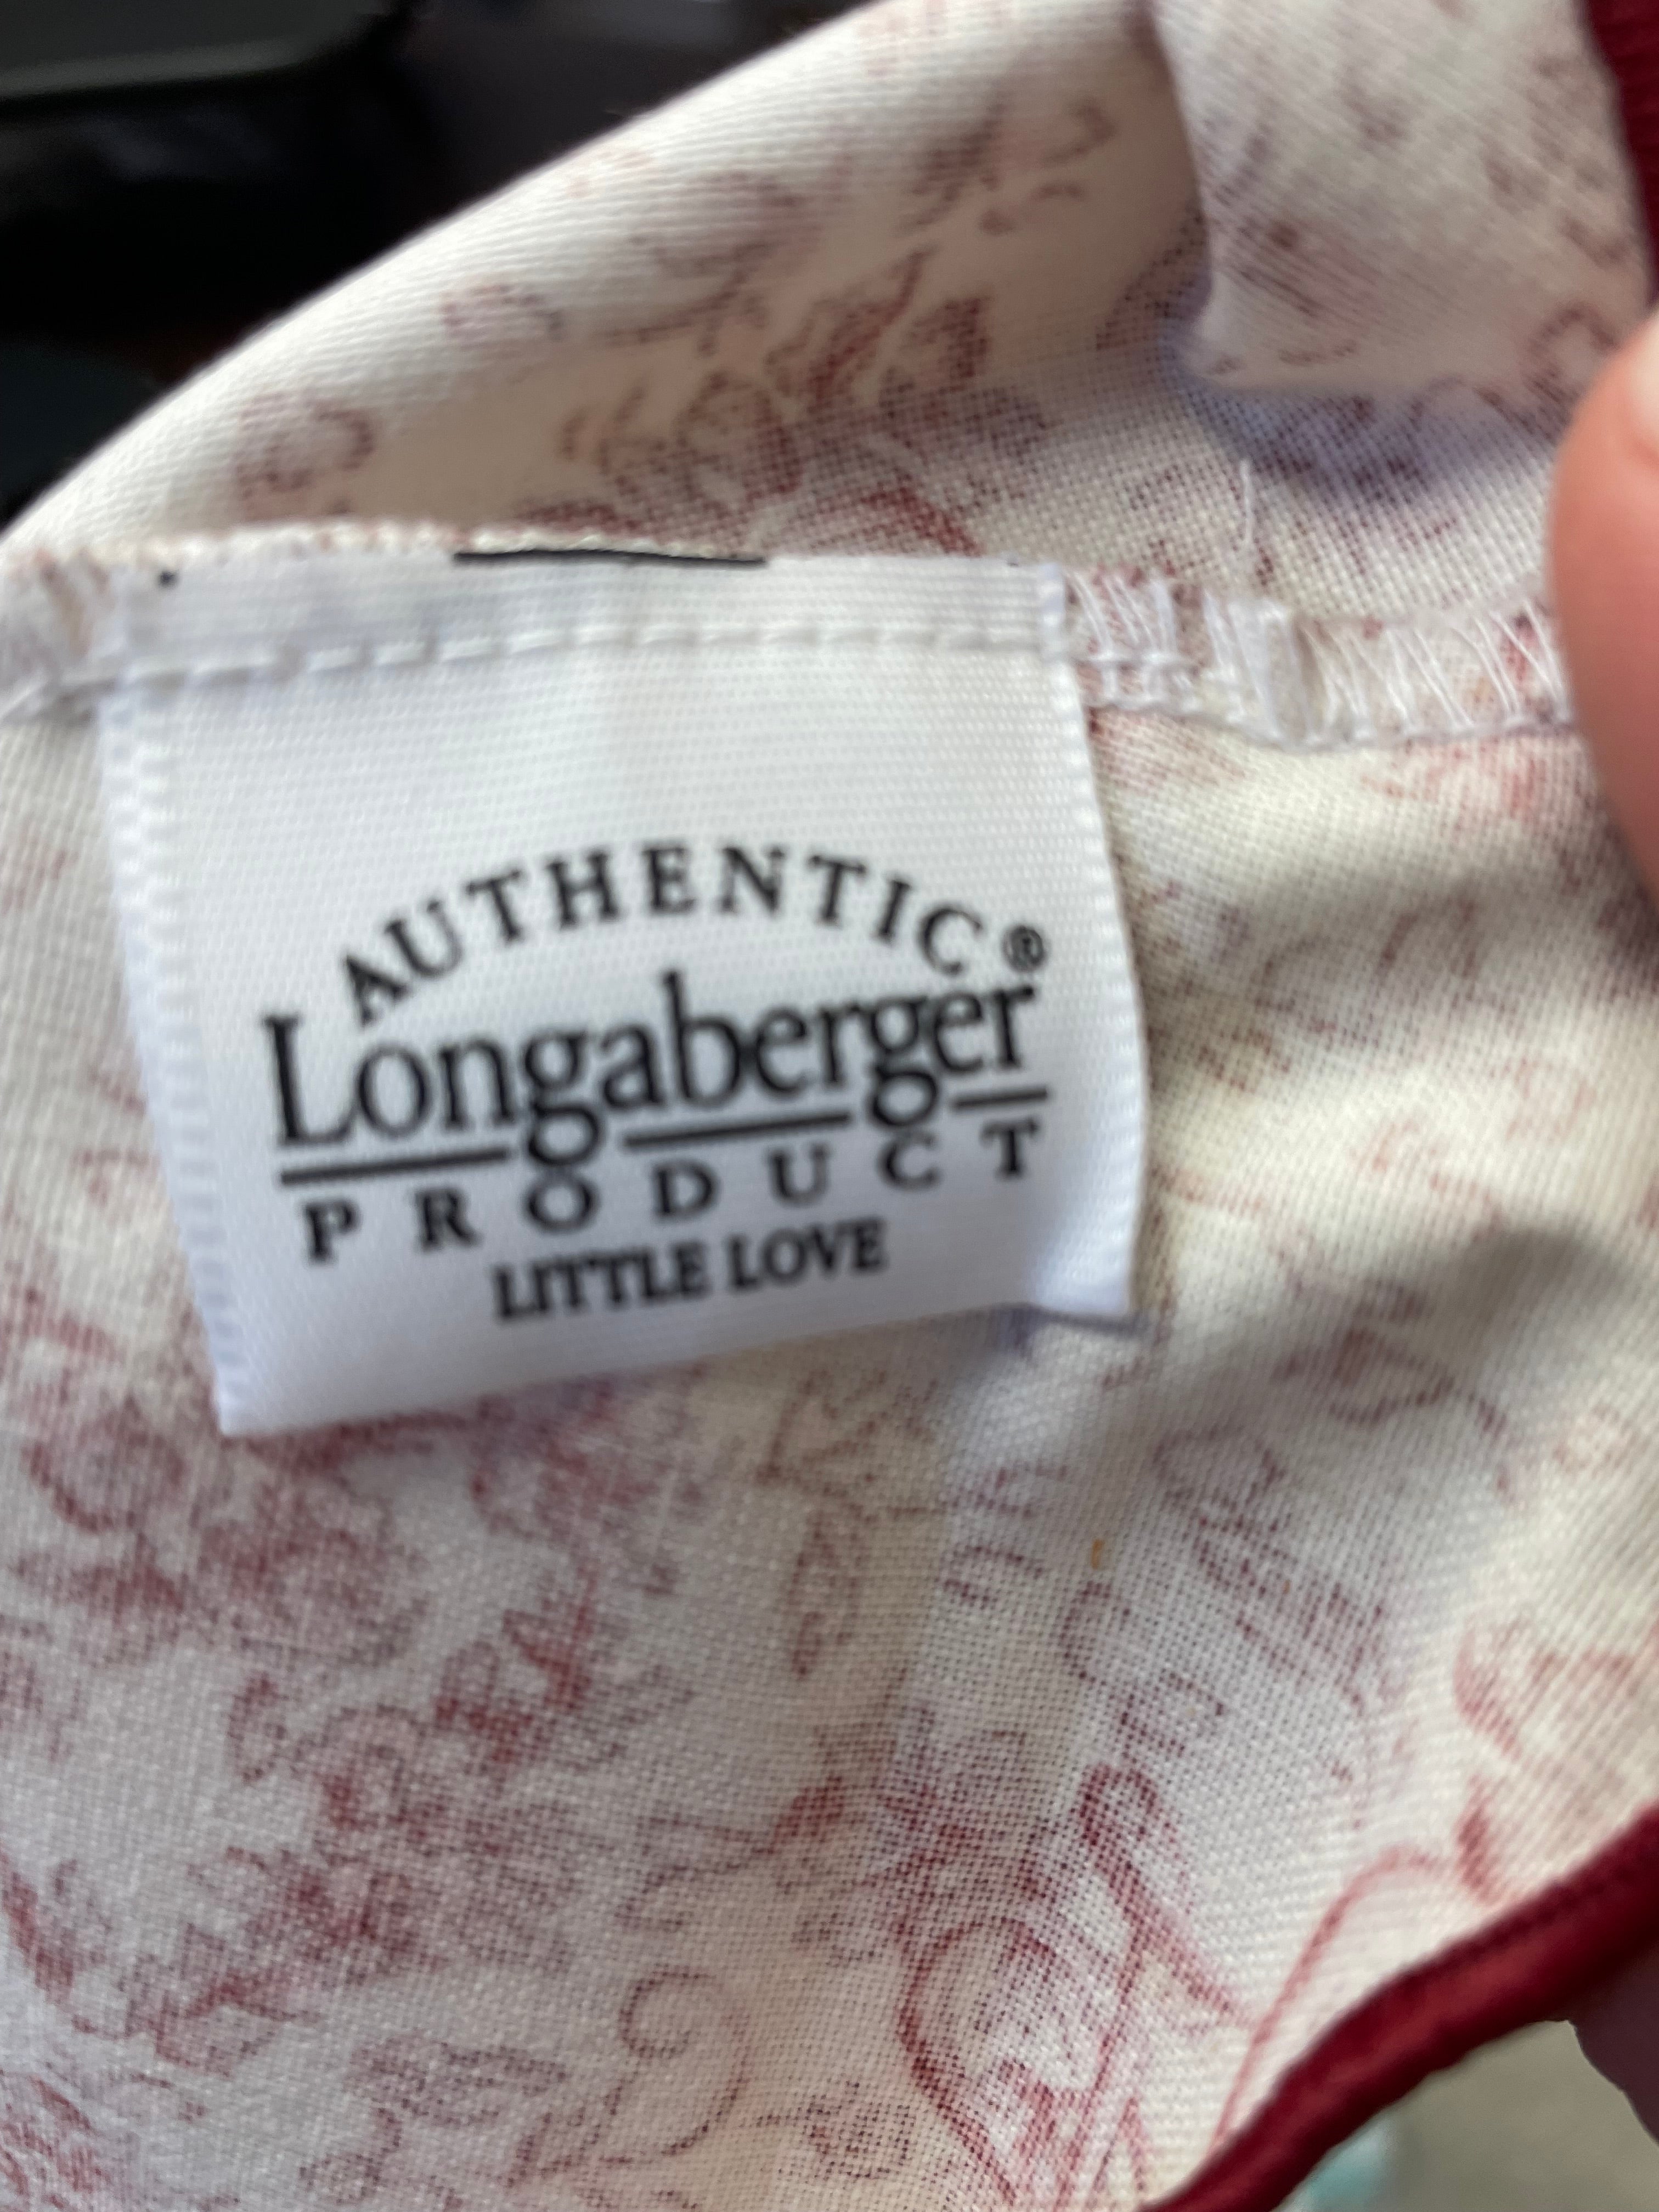 AUTHENTIC®
Longaberger
PRODUCT
LITTLE LOVE